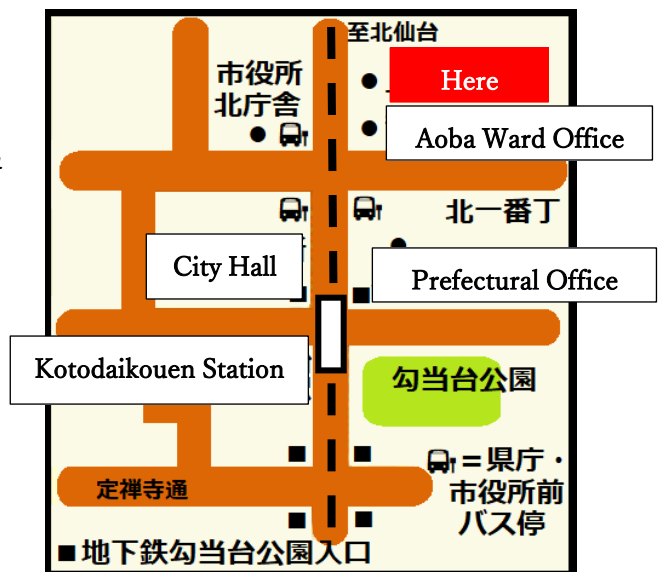 至北仙台
市役所
北庁舎
Here
Aoba Ward Office
北一番丁
City Hall
Prefectural Office
Kotodaikouen Station
勾当台公園
定禅寺通
=県庁・
市役所前
バス停
■地下鉄勾当台公園入口